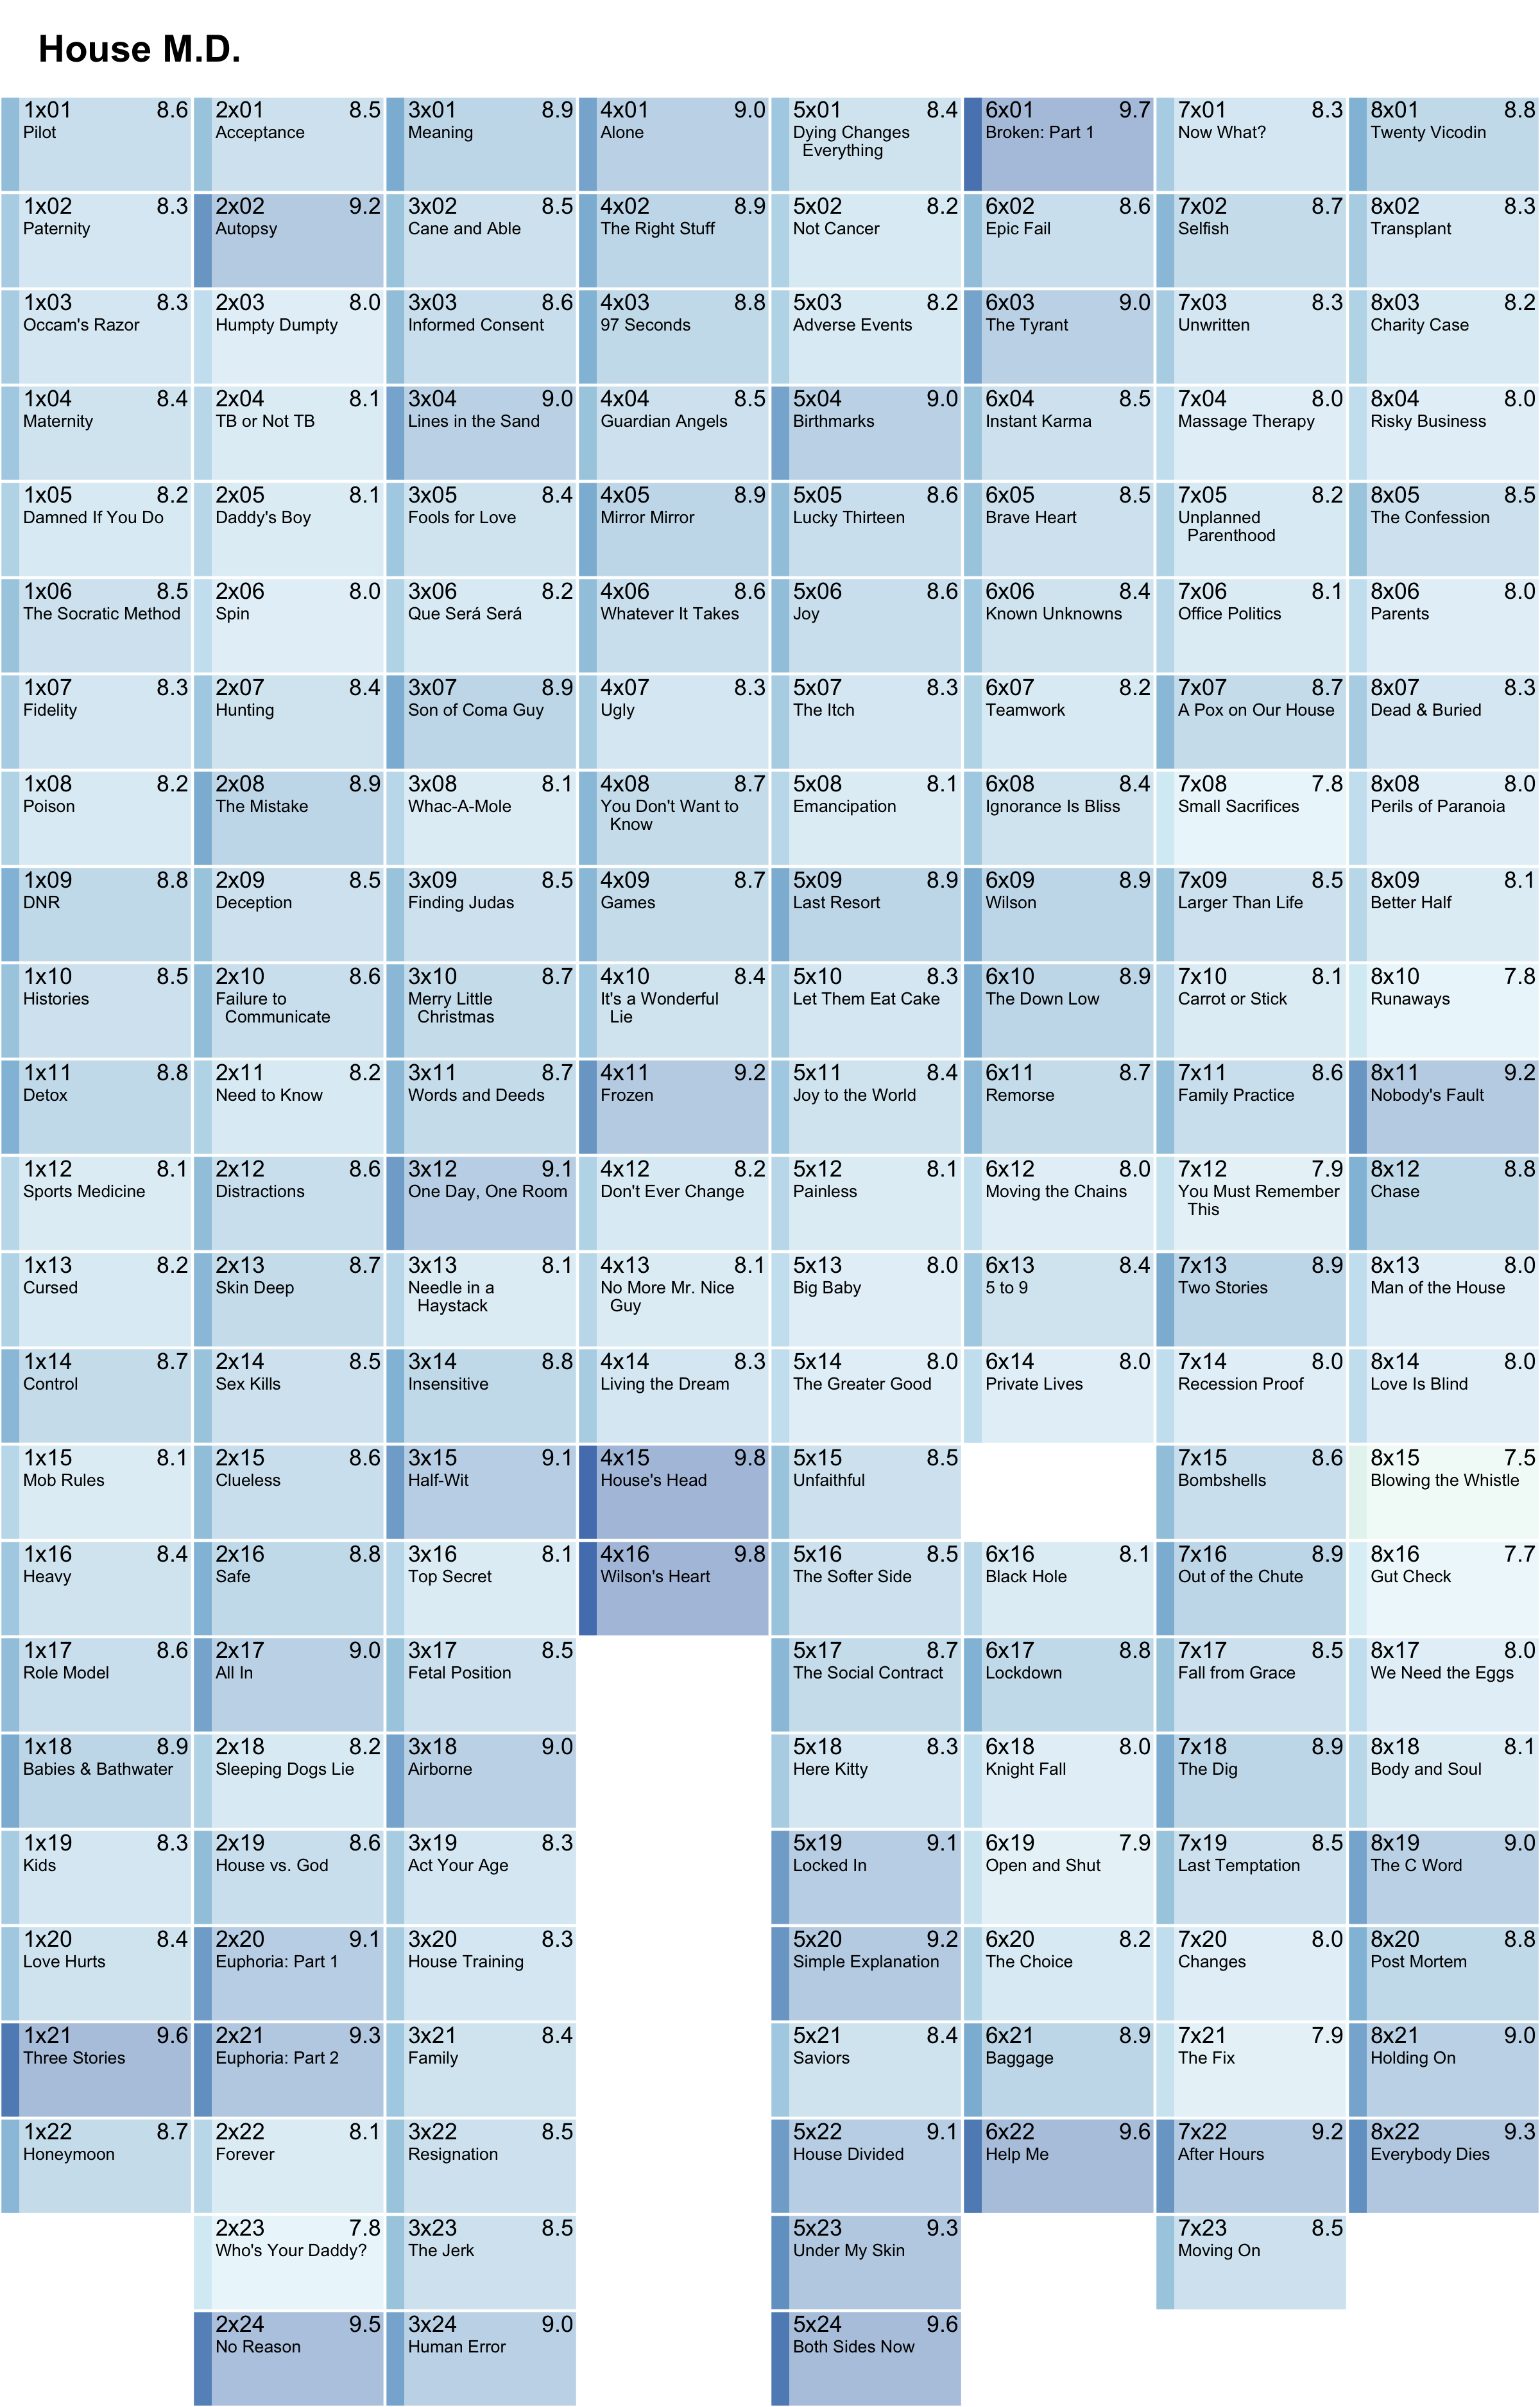 House M.D.
1x01 8.6
Pilot
2x01 8.5
Acceptance
3x01 8.9
Meaning
4x01 9.0
Alone
5x01 8.4
Dying Changes
Everything
6x01 9.7
Broken: Part 1
7x01 8.3
Now What?
8x01 8.8
Twenty Vicodin
1x02 8.3
Paternity
2x02 9.2
Autopsy
3x02 8.5
Cane and Able
4x02 8.9
The Right Stuff
5x02 8.2
Not Cancer
6x02 8.6
Epic Fail
7x02 8.7
Selfish
8x02 8.3
Transplant
1x03 8.3
Occam's Razor
2x03 8.0
Humpty Dumpty
3x03 8.6
Informed Consent
4x03 8.8
97 Seconds
5x03 8.2
Adverse Events
6x03 9.0
The Tyrant
7x03 8.3
Unwritten
8x03 8.2
Charity Case
1x04 8.4
Maternity
2x04 8.1
TB or Not TB
3x04 9.0
Lines in the Sand
4x04 8.5
Guardian Angels
5x04 9.0
Birthmarks
6x04 8.5
Instant Karma
7x04 8.0
Massage Therapy
8x04 8.0
Risky Business
1x05 8.2
Damned If You Do
2x05 8.1
Daddy's Boy
3x05 8.4
Fools for Love
4x05 8.9
Mirror Mirror
5x05 8.6
Lucky Thirteen
6x05 8.5
Brave Heart
7x05 8.2
Unplanned
Parenthood
8x05 8.5
The Confession
1x06 8.5
The Socratic Method
2x06 8.0
Spin
3x06 8.2
Que Será Será
4x06 8.6
Whatever It Takes
5x06 8.6
Joy
6x06 8.4
Known Unknowns
7x06 8.1
Office Politics
8x06 8.0
Parents
1x07 8.3
Fidelity
2x07 8.4
Hunting
3x07 8.9
Son of Coma Guy
4x07 8.3
Ugly
5x07 8.3
The Itch
6x07 8.2
Teamwork
7x07 8.7
A Pox on Our House
8x07 8.3
Dead & Buried
1x08 8.2
Poison
2x08 8.9
The Mistake
3x08 8.1
Whac-A-Mole
4x08 8.7
You Don't Want to
Know
5x08 8.1
Emancipation
6x08 8.4
Ignorance Is Bliss
7x08 7.8
Small Sacrifices
8x08 8.0
Perils of Paranoia
1x09 8.8
DNR
2x09 8.5
Deception
3x09 8.5
Finding Judas
4x09 8.7
Games
5x09 8.9
Last Resort
6x09 8.9
Wilson
7x09 8.5
Larger Than Life
8x09 8.1
Better Half
1x10 8.5
Histories
2x10 8.6
Failure to
Communicate
3x10 8.7
Merry Little
Christmas
4x10 8.4
It's a Wonderful
Lie
5x10 8.3
Let Them Eat Cake
6x10 8.9
The Down Low
7x10 8.1
Carrot or Stick
8x10 7.8
Runaways
1x11 8.8
Detox
2x11 8.2
Need to Know
3x11 8.7
Words and Deeds
4x11 9.2
Frozen
5x11 8.4
Joy to the World
6x11 8.7
Remorse
7x11 8.6
Family Practice
8x11 9.2
Nobody's Fault
1x12 8.1
Sports Medicine
2x12 8.6
Distractions
3x12 9.1
One Day, One Room
4x12 8.2
Don't Ever Change
5x12 8.1
Painless
6x12 8.0
Moving the Chains
7x12 7.9
You Must Remember
This
8x12 8.8
Chase
1x13 8.2
Cursed
2x13 8.7
Skin Deep
3x13 8.1
Needle in a
Haystack
4x13 8.1
No More Mr. Nice
Guy
5x13 8.0
Big Baby
6x13 8.4
5 to 9
7x13 8.9
Two Stories
8x13 8.0
Man of the House
1x14 8.7
Control
2x14 8.5
Sex Kills
3x14 8.8
Insensitive
4x14 8.3
Living the Dream
5x14 8.0
The Greater Good
6x14 8.0
Private Lives
7x14 8.0
Recession Proof
8x14 8.0
Love Is Blind
1x15 8.1
Mob Rules
2x15 8.6
Clueless
3x15 9.1
Half-Wit
4x15 9.8
House's Head
5x15 8.5
Unfaithful
7x15 8.6
Bombshells
8x15 7.5
Blowing the Whistle
1x16 8.4
Heavy
2x16 8.8
Safe
3x16 8.1
Top Secret
4x16 9.8
Wilson's Heart
5x16 8.5
The Softer Side
6x16 8.1
Black Hole
7x16 8.9
Out of the Chute
8x16 7.7
Gut Check
1x17 8.6
Role Model
2x17 9.0
All In
3x17 8.5
Fetal Position
5x17 8.7
The Social Contract
6x17 8.8
Lockdown
7x17 8.5
Fall from Grace
8x17 8.0
We Need the Eggs
1x18 8.9
Babies & Bathwater
2x18 8.2
Sleeping Dogs Lie
3x18 9.0
Airborne
5x18 8.3
Here Kitty
6x18 8.0
Knight Fall
7x18 8.9
The Dig
8x18 8.1
Body and Soul
1x19 8.3
Kids
2x19 8.6
House vs. God
3x19 8.3
Act Your Age
5x19 9.1
Locked In
6x19 7.9
Open and Shut
7x19 8.5
Last Temptation
8x19 9.0
The C Word
1x20 8.4
Love Hurts
2x20 9.1
Euphoria: Part 1
3x20 8.3
House Training
5x20 9.2
Simple Explanation
6x20 8.2
The Choice
7x20 8.0
Changes
8x20 8.8
Post Mortem
1x21 9.6
Three Stories
2x21 9.3
Euphoria: Part 2
3x21 8.4
Family
5x21 8.4
Saviors
6x21 8.9
Baggage
7x21 7.9
The Fix
8x21 9.0
Holding On
1x22 8.7
Honeymoon
2x22 8.1
Forever
3x22 8.5
Resignation
5x22 9.1
House Divided
6x22 9.6
Help Me
7x22 9.2
After Hours
8x22 9.3
Everybody Dies
2x23 7.8
Who's Your Daddy?
3x23 8.5
The Jerk
5x23 9.3
Under My Skin
7x23 8.5
Moving On
2x24 9.5
No Reason
3x24 9.0
Human Error
5x24 9.6
Both Sides Now